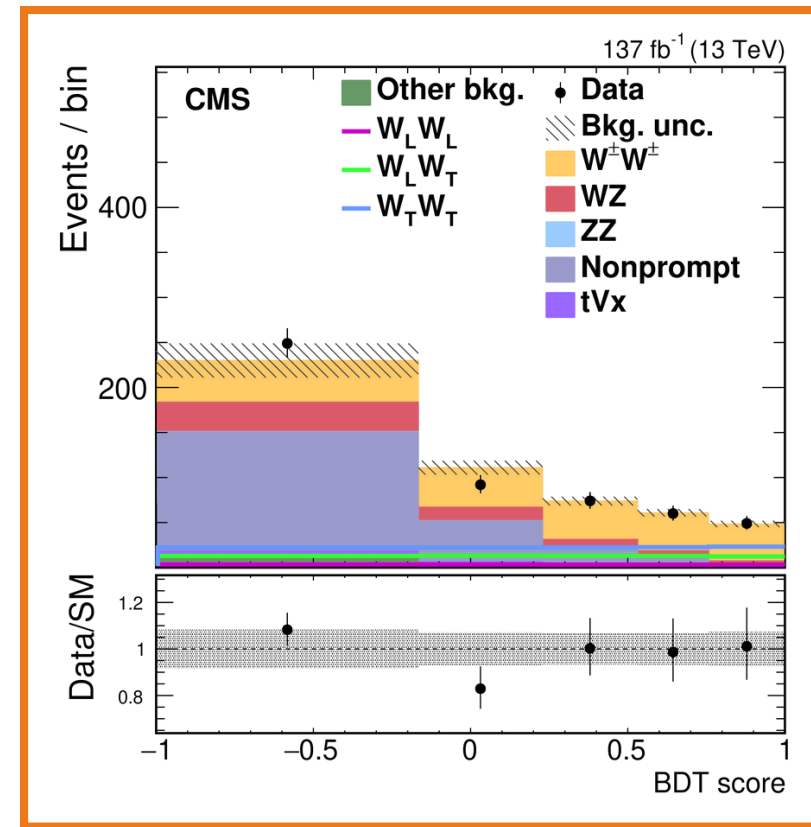 137 fb⁻¹ (13 TeV)
CMS
Other bkg.
W_L W_L
W_L W_T
W_T W_T
Data
Bkg. unc.
W^± W^±
WZ
ZZ
Nonprompt
tVx
Events / bin
400
200
Data/SM
1.2
1
0.8
−1 −0.5 0 0.5 1
BDT score